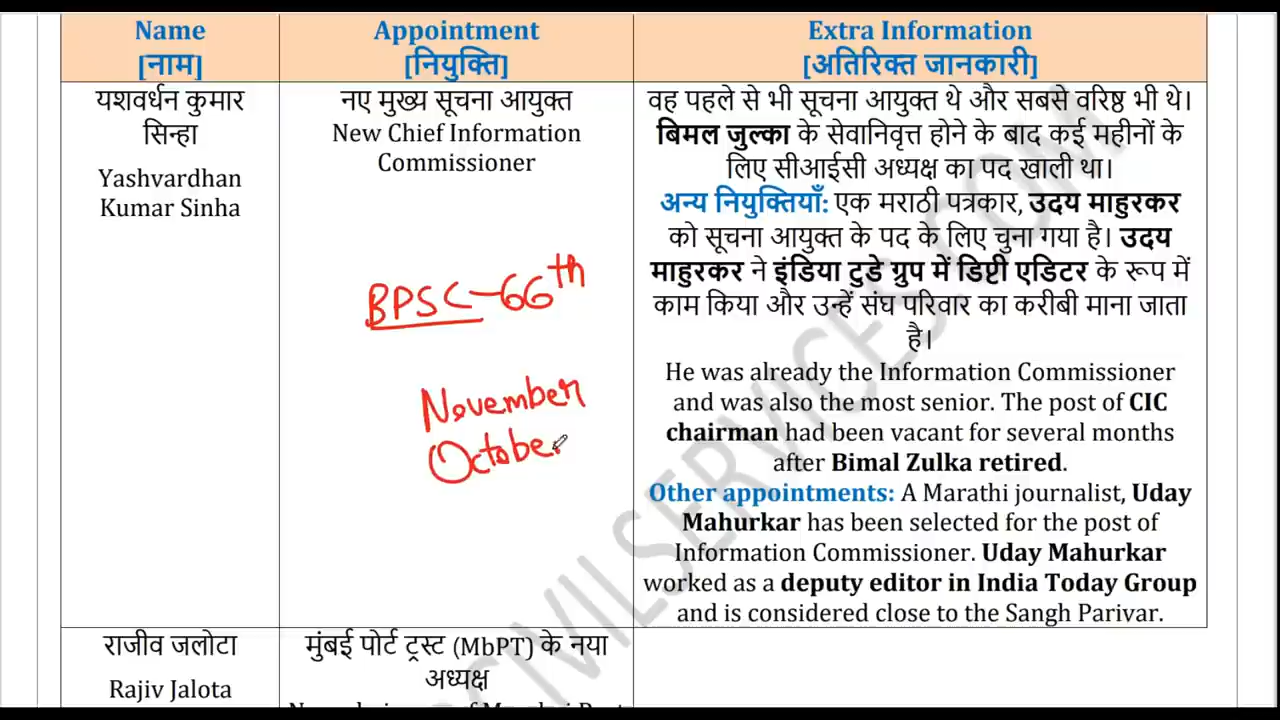 Name
[नाम]
Appointment
[नियुक्ति]
Extra Information
[अतिरिक्त जानकारी]
यशवर्धन कुमार
सिन्हा
Yashvardhan
Kumar Sinha
नए मुख्य सूचना आयुक्त
New Chief Information
Commissioner
BPSC-66th
November
October
वह पहले से भी सूचना आयुक्त थे और सबसे वरिष्ठ भी थे।
बिमल जुल्का के सेवानिवृत्त होने के बाद कई महीनों के
लिए सीआईसी अध्यक्ष का पद खाली था।
अन्य नियुक्तियाँ: एक मराठी पत्रकार, उदय माहुरकर
को सूचना आयुक्त के पद के लिए चुना गया है। उदय
माहुरकर ने इंडिया टुडे ग्रुप में डिप्टी एडिटर के रूप में
काम किया और उन्हें संघ परिवार का करीबी माना जाता
है।
He was already the Information Commissioner
and was also the most senior. The post of CIC
chairman had been vacant for several months
after Bimal Zulka retired.
Other appointments: A Marathi journalist, Uday
Mahurkar has been selected for the post of
Information Commissioner. Uday Mahurkar
worked as a deputy editor in India Today Group
and is considered close to the Sangh Parivar.
राजीव जलोटा
Rajiv Jalota
मुंबई पोर्ट ट्रस्ट (MbPT) के नया
अध्यक्ष
CIVILSERVICES.COM